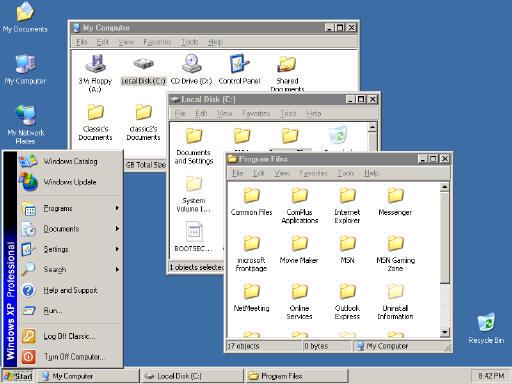 My Documents
My Computer
My Network
Places
My Computer
File Edit View Favorites Tools Help
3½ Floppy
(A:)
Local Disk (C:)
CD Drive (D:)
Control Panel
Shared
Documents
Classic's
Documents
classic2's
Documents
GB Total Size
Local Disk (C:)
File Edit View Favorites Tools Help
Documents
and Settings
System
Volume I...
BOOTSEC...
1 objects selected
Program Files
File Edit View Favorites Tools Help
Common Files
ComPlus
Applications
Internet
Explorer
Messenger
microsoft
frontpage
Movie Maker
MSN
MSN Gaming
Zone
NetMeeting
Online
Services
Outlook
Express
Uninstall
Information
17 objects
0 bytes
My Computer
Windows XP Professional
Windows Catalog
Windows Update
Programs
Documents
Settings
Search
Help and Support
Run...
Log Off Classic...
Turn Off Computer...
Recycle Bin
Start
My Computer
Local Disk (C:)
Program Files
8:42 PM